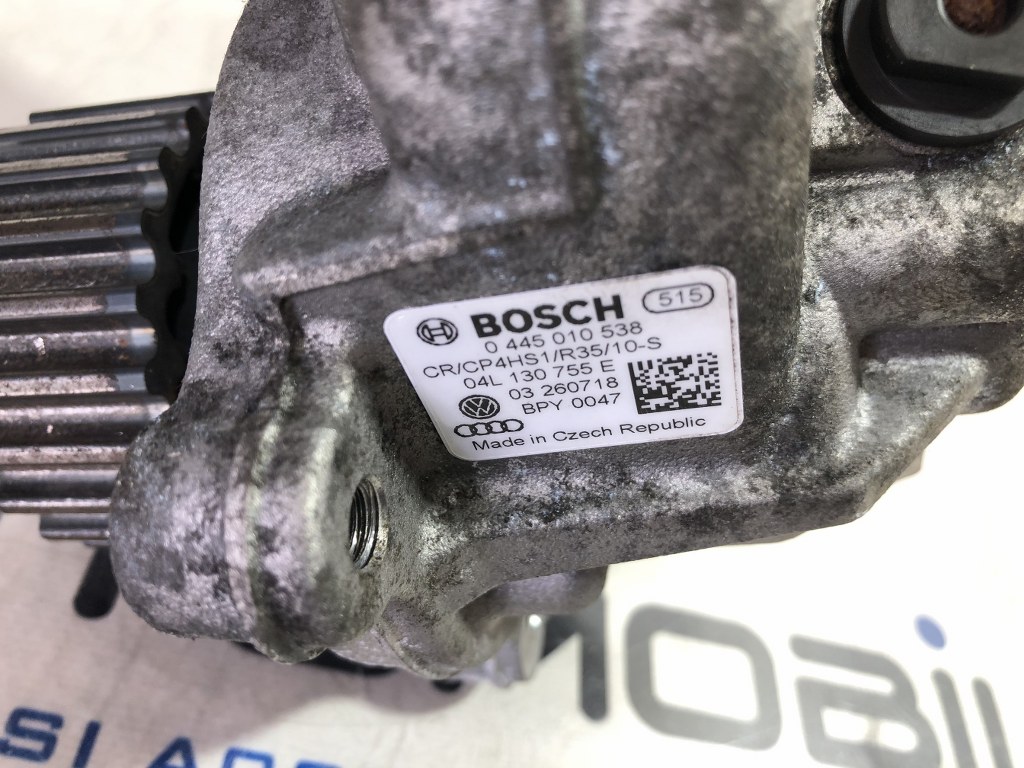 BOSCH 515
0 445 010 538
CR/CP4HS1/R35/10-S
04L 130 755 E
03 260718
BPY 0047
Made in Czech Republic